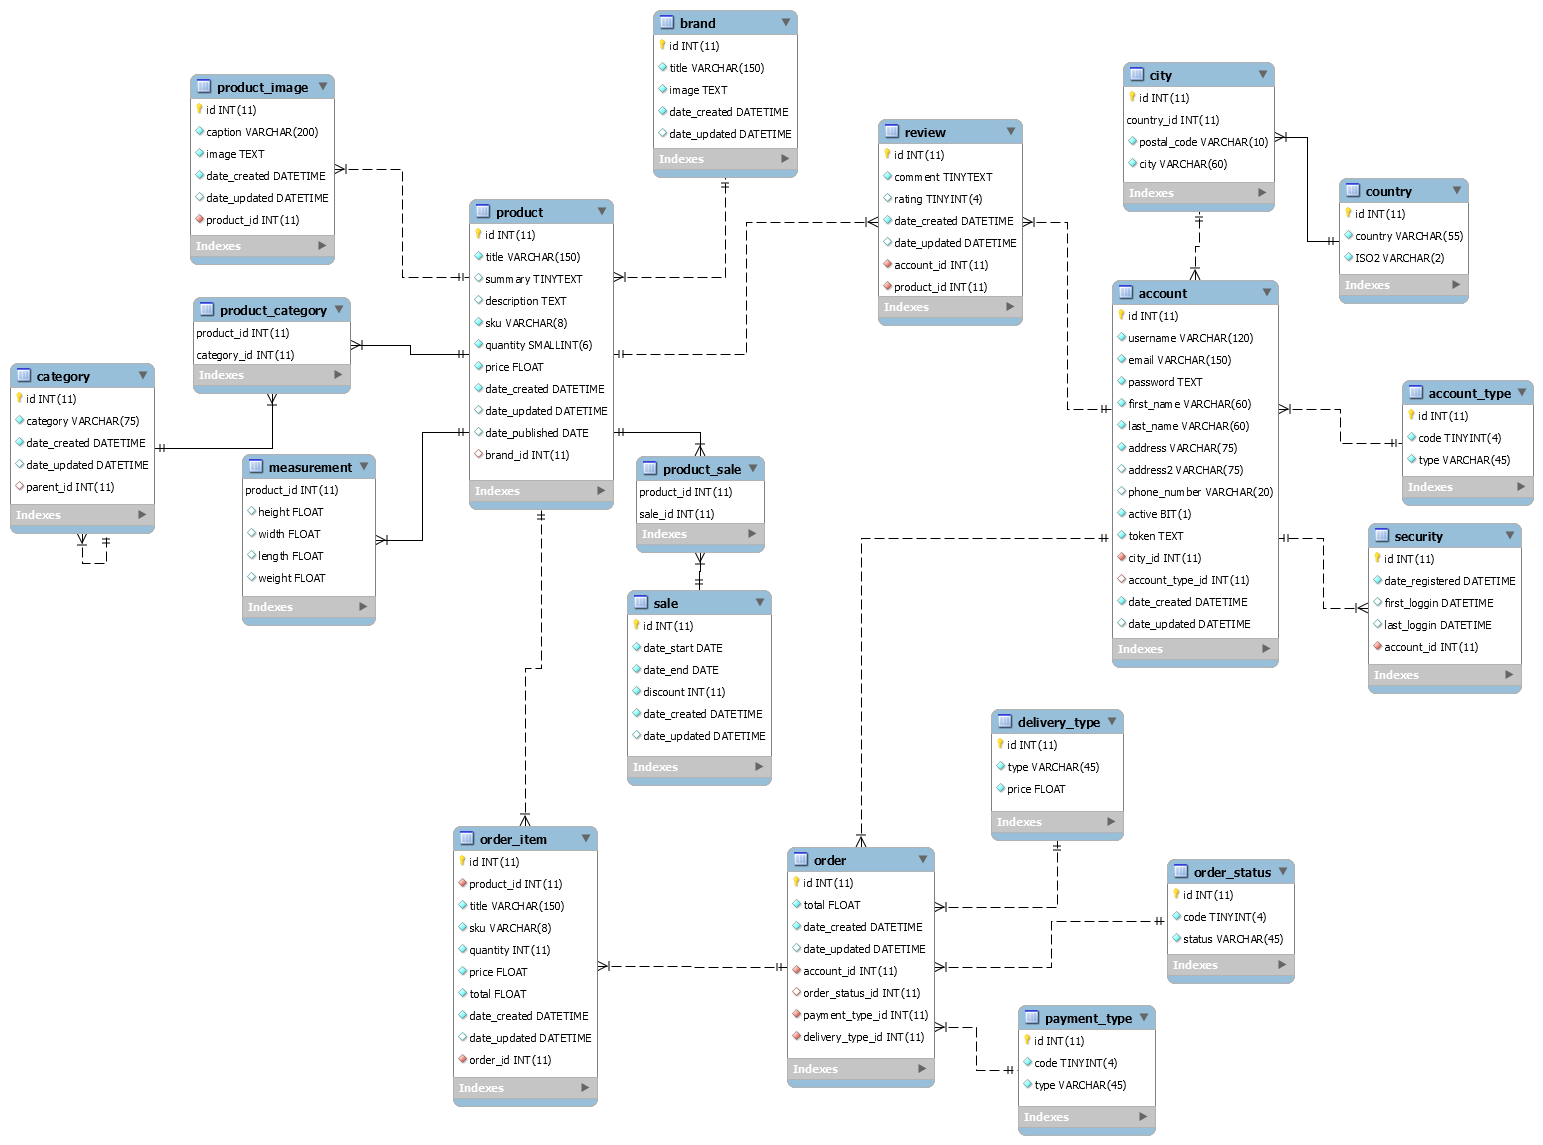 brand
id INT(11)
title VARCHAR(150)
image TEXT
date_created DATETIME
date_updated DATETIME
Indexes
product_image
id INT(11)
caption VARCHAR(200)
image TEXT
date_created DATETIME
date_updated DATETIME
product_id INT(11)
Indexes
city
id INT(11)
country_id INT(11)
postal_code VARCHAR(10)
city VARCHAR(60)
Indexes
review
id INT(11)
comment TINYTEXT
rating TINYINT(4)
date_created DATETIME
date_updated DATETIME
account_id INT(11)
product_id INT(11)
Indexes
country
id INT(11)
country VARCHAR(55)
ISO2 VARCHAR(2)
Indexes
product
id INT(11)
title VARCHAR(150)
summary TINYTEXT
description TEXT
sku VARCHAR(8)
quantity SMALLINT(6)
price FLOAT
date_created DATETIME
date_updated DATETIME
date_published DATE
brand_id INT(11)
Indexes
product_category
product_id INT(11)
category_id INT(11)
Indexes
category
id INT(11)
category VARCHAR(75)
date_created DATETIME
date_updated DATETIME
parent_id INT(11)
Indexes
measurement
product_id INT(11)
height FLOAT
width FLOAT
length FLOAT
weight FLOAT
Indexes
product_sale
product_id INT(11)
sale_id INT(11)
Indexes
sale
id INT(11)
date_start DATE
date_end DATE
discount INT(11)
date_created DATETIME
date_updated DATETIME
Indexes
account
id INT(11)
username VARCHAR(120)
email VARCHAR(150)
password TEXT
first_name VARCHAR(60)
last_name VARCHAR(60)
address VARCHAR(75)
address2 VARCHAR(75)
phone_number VARCHAR(20)
active BIT(1)
token TEXT
city_id INT(11)
account_type_id INT(11)
date_created DATETIME
date_updated DATETIME
Indexes
account_type
id INT(11)
code TINYINT(4)
type VARCHAR(45)
Indexes
security
id INT(11)
date_registered DATETIME
first_loggin DATETIME
last_loggin DATETIME
account_id INT(11)
Indexes
delivery_type
id INT(11)
type VARCHAR(45)
price FLOAT
Indexes
order_item
id INT(11)
product_id INT(11)
title VARCHAR(150)
sku VARCHAR(8)
quantity INT(11)
price FLOAT
total FLOAT
date_created DATETIME
date_updated DATETIME
order_id INT(11)
Indexes
order
id INT(11)
total FLOAT
date_created DATETIME
date_updated DATETIME
account_id INT(11)
order_status_id INT(11)
payment_type_id INT(11)
delivery_type_id INT(11)
Indexes
order_status
id INT(11)
code TINYINT(4)
status VARCHAR(45)
Indexes
payment_type
id INT(11)
code TINYINT(4)
type VARCHAR(45)
Indexes